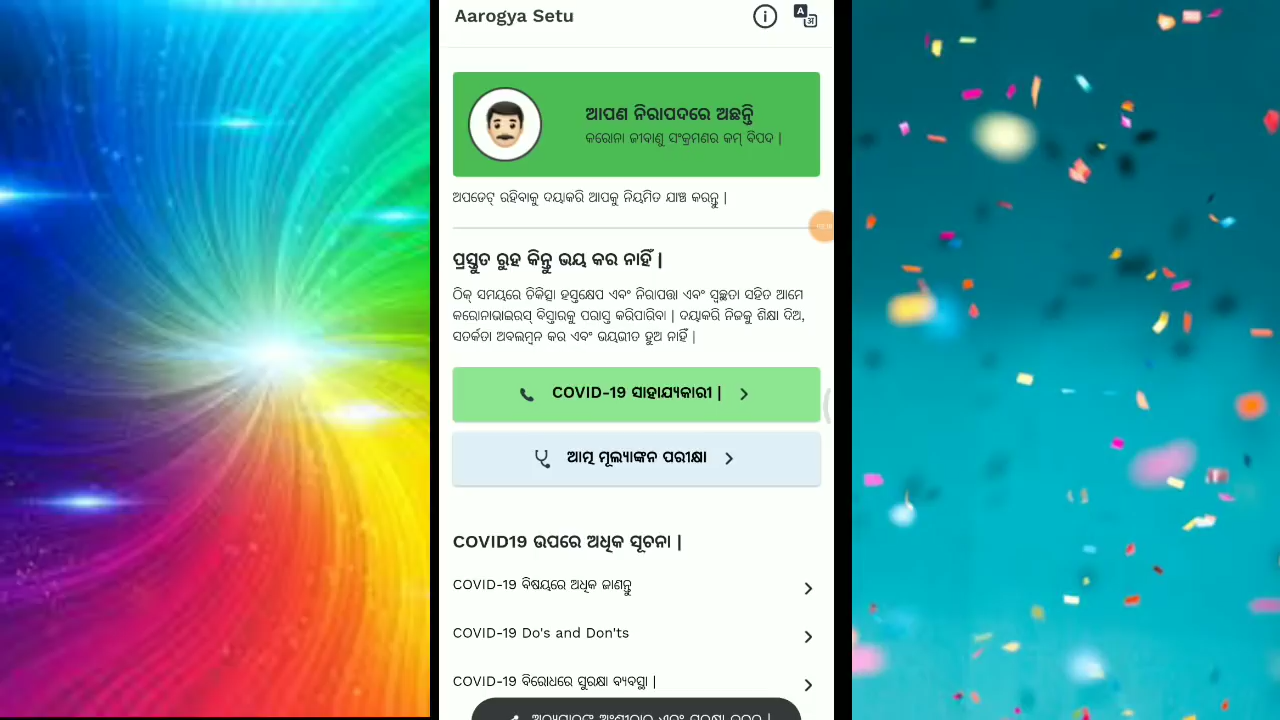 Aarogya Setu
ଆପଣ ନିରାପଦରେ ଅଛନ୍ତି
କରୋନା ଜୀବାଣୁ ସଂକ୍ରମଣର କମ୍ ବିପଦ |
ଅପଡେଟ୍ ରହିବାକୁ ଦୟାକରି ଆପକୁ ନିୟମିତ ଯାଞ୍ଚ କରନ୍ତୁ |
ପ୍ରସ୍ତୁତ ରୁହ କିନ୍ତୁ ଭୟ କର ନାହିଁ |
ଠିକ୍ ସମୟରେ ଚିକିତ୍ସା ହସ୍ତକ୍ଷେପ ଏବଂ ନିରାପତ୍ତା ଏବଂ ସ୍ୱଚ୍ଛତା ସହିତ ଆମେ
କରୋନାଭାଇରସ୍ ବିସ୍ତାରକୁ ପରାସ୍ତ କରିପାରିବା | ଦୟାକରି ନିଜକୁ ଶିକ୍ଷା ଦିଅ,
ସତର୍କତା ଅବଲମ୍ବନ କର ଏବଂ ଭୟଭୀତ ହୁଅ ନାହିଁ |
COVID-19 ସାହାଯ୍ୟକାରୀ |
ଆତ୍ମ ମୂଲ୍ୟାଙ୍କନ ପରୀକ୍ଷା
COVID19 ଉପରେ ଅଧିକ ସୂଚନା |
COVID-19 ବିଷୟରେ ଅଧିକ ଜାଣନ୍ତୁ
COVID-19 Do's and Don'ts
COVID-19 ବିରୋଧରେ ସୁରକ୍ଷା ବ୍ୟବସ୍ଥା |